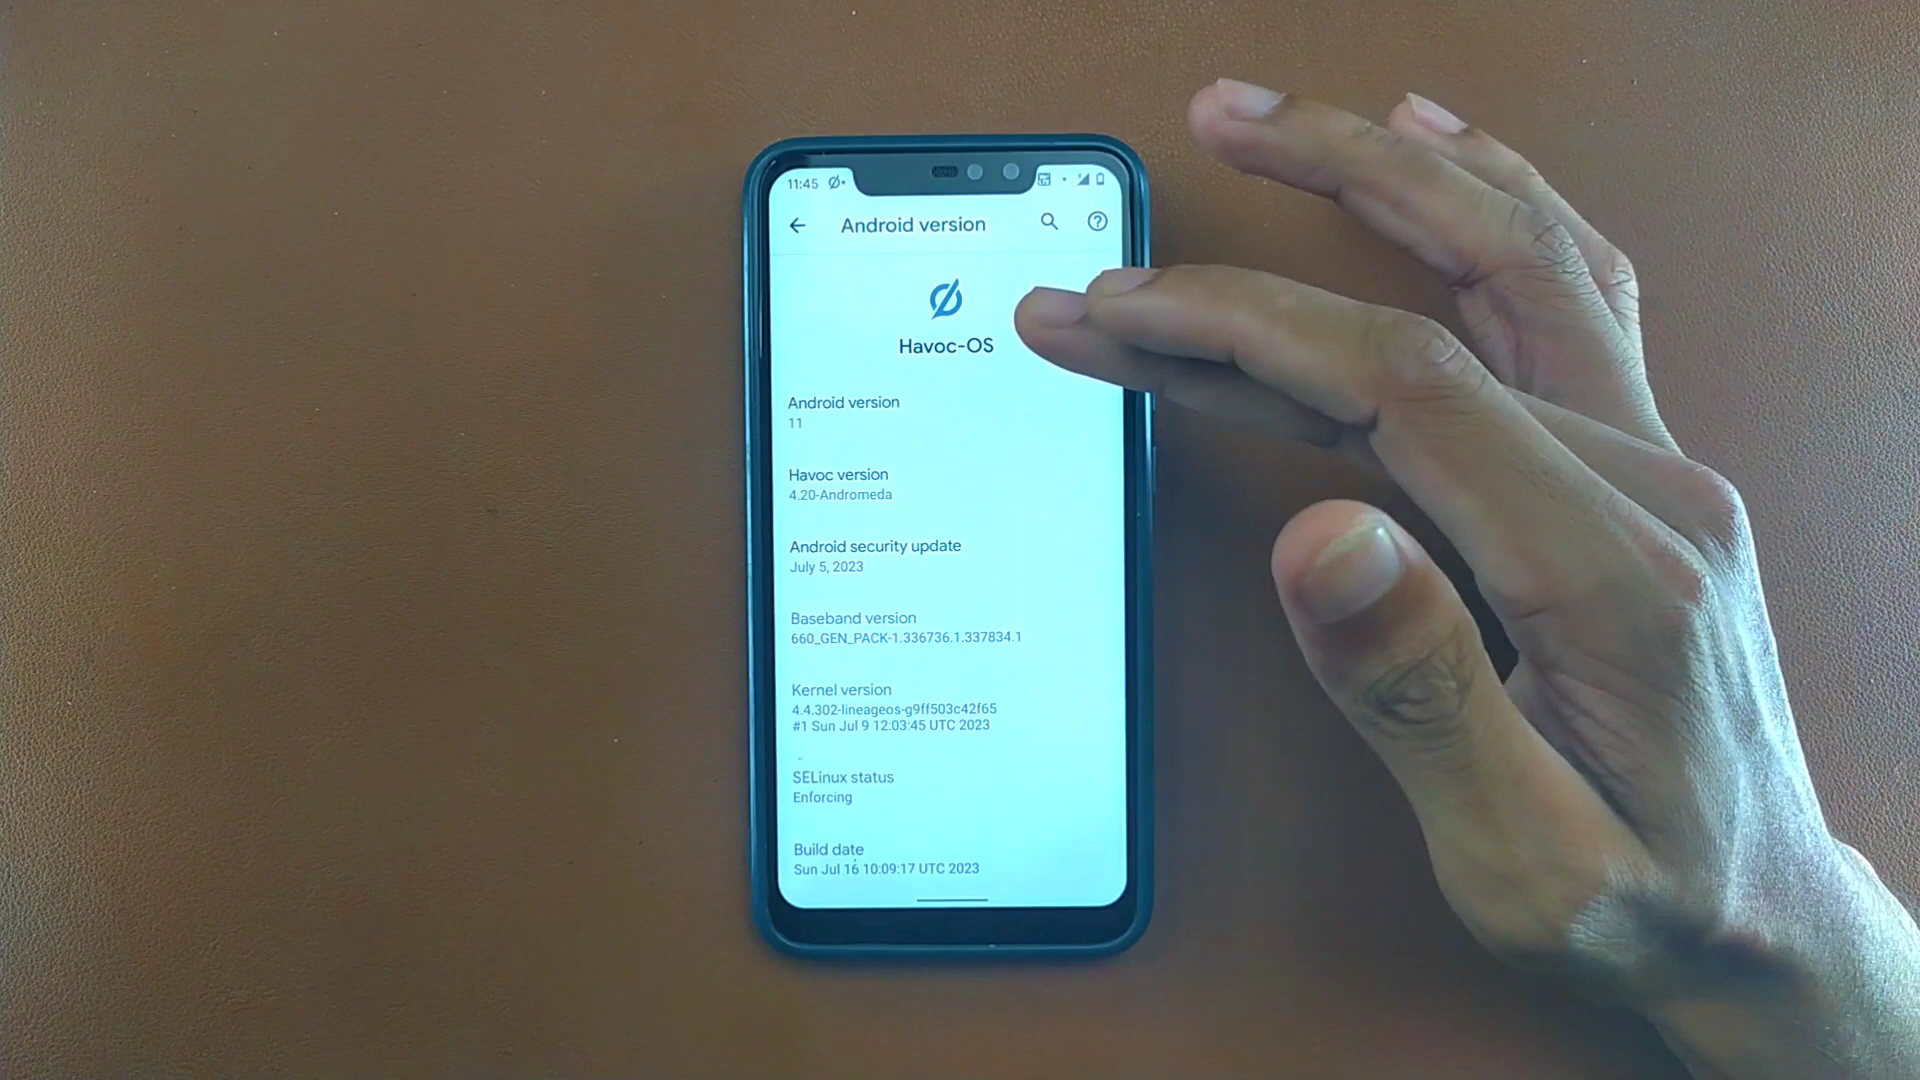 11:45
Android version
Havoc-OS
Android version
11
Havoc version
4.20-Andromeda
Android security update
July 5, 2023
Baseband version
660_GEN_PACK-1.336736.1.337834.1
Kernel version
4.4.302-lineageos-g9ff503c42f65
#1 Sun Jul 9 12:03:45 UTC 2023
SELinux status
Enforcing
Build date
Sun Jul 16 10:09:17 UTC 2023